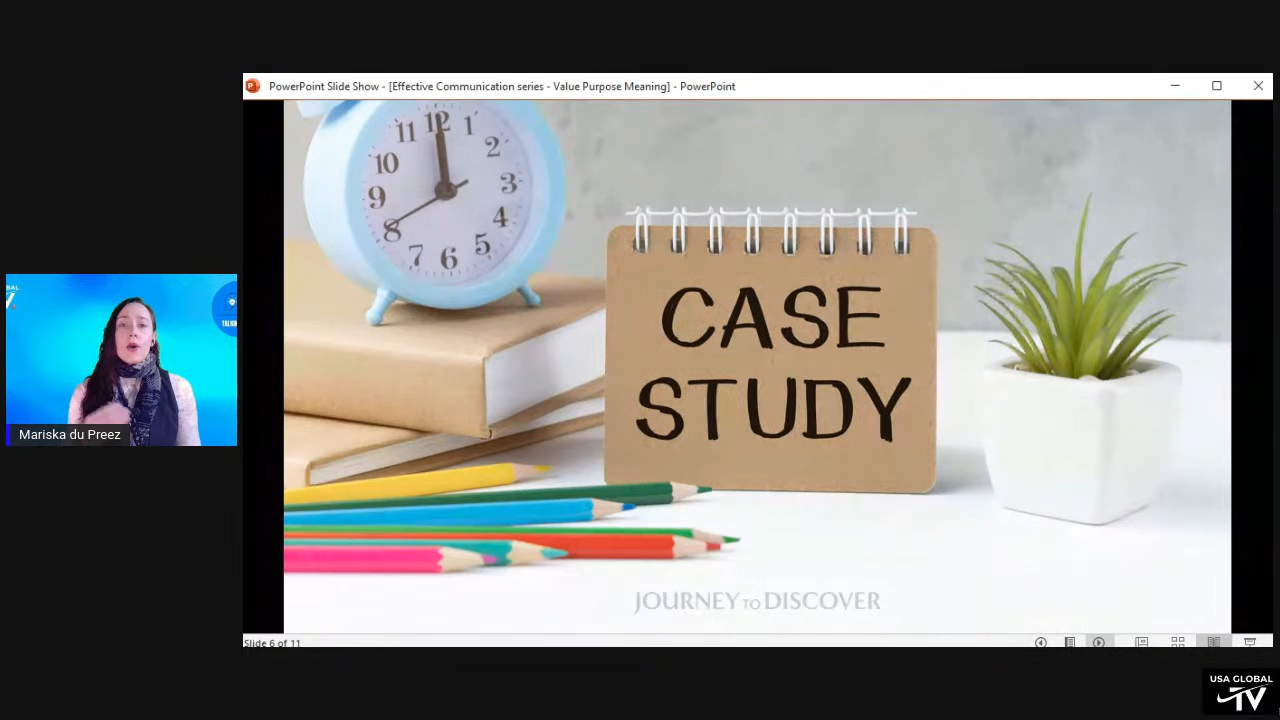 PowerPoint Slide Show - [Effective Communication series - Value Purpose Meaning] - PowerPoint
12
11
1
10
2
9
3
8
4
7
5
6
CASE
STUDY
Mariska du Preez
JOURNEY TO DISCOVER
Slide 6 of 11
USA GLOBAL
TV